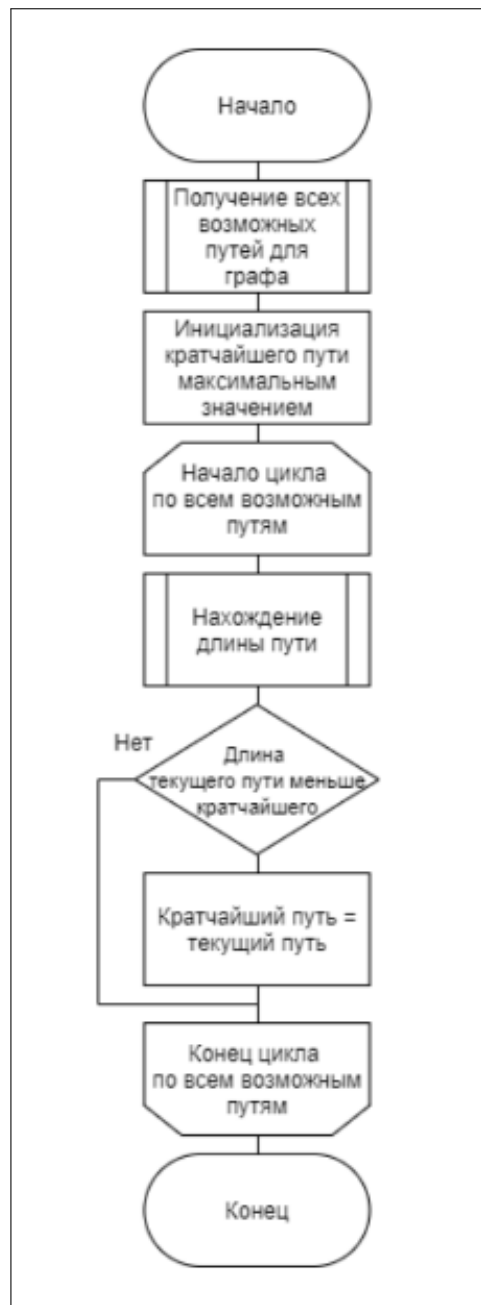 Начало
Получение всех
возможных
путей для
графа
Инициализация
кратчайшего пути
максимальным
значением
Начало цикла
по всем возможным
путям
Нахождение
длины пути
Нет
Длина
текущего пути меньше
кратчайшего
Кратчайший путь =
текущий путь
Конец цикла
по всем возможным
путям
Конец